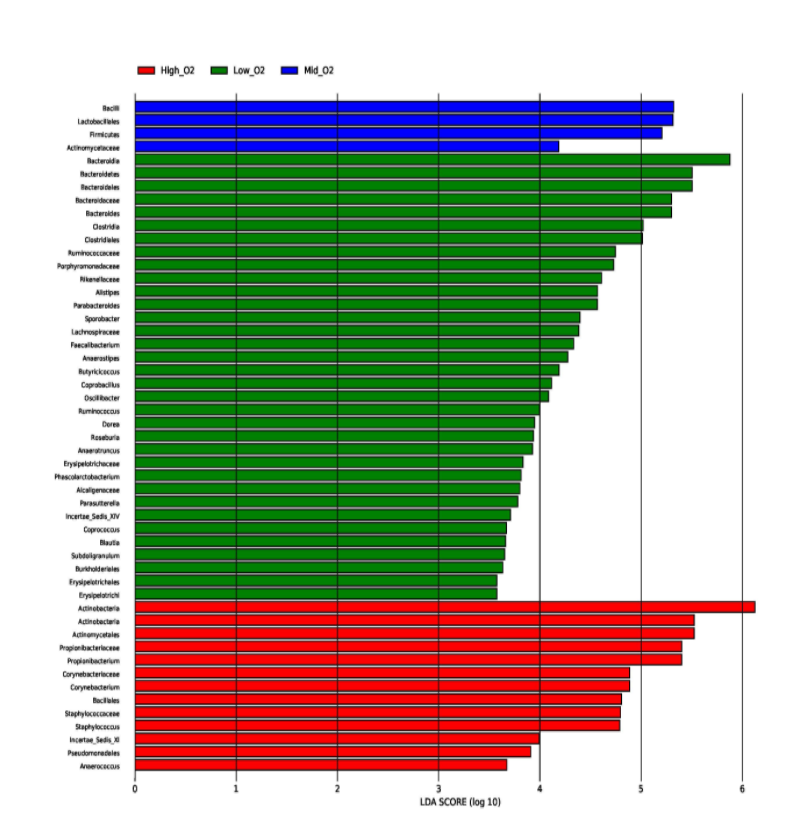 High_O2 Low_O2 Mid_O2
Bacilli
Lactobacillales
Firmicutes
Actinomycetaceae
Bacteroidia
Bacteroidetes
Bacteroidales
Bacteroidaceae
Bacteroides
Clostridia
Clostridiales
Ruminococcaceae
Porphyromonadaceae
Rikenellaceae
Alistipes
Parabacteroides
Sporobacter
Lachnospiraceae
Faecalibacterium
Anaerostipes
Butyricicoccus
Coprobacillus
Oscillibacter
Ruminococcus
Dorea
Roseburia
Anaerotruncus
Erysipelotrichaceae
Phascolarctobacterium
Alcaligenaceae
Parasutterella
Incertae_Sedis_XIV
Coprococcus
Blautia
Subdoligranulum
Burkholderiales
Erysipelotrichales
Erysipelotrichi
Actinobacteria
Actinobacteria
Actinomycetales
Propionibacteriaceae
Propionibacterium
Corynebacteriaceae
Corynebacterium
Bacillales
Staphylococcaceae
Staphylococcus
Incertae_Sedis_XI
Pseudomonadales
Anaerococcus
0 1 2 3 4 5 6
LDA SCORE (log 10)